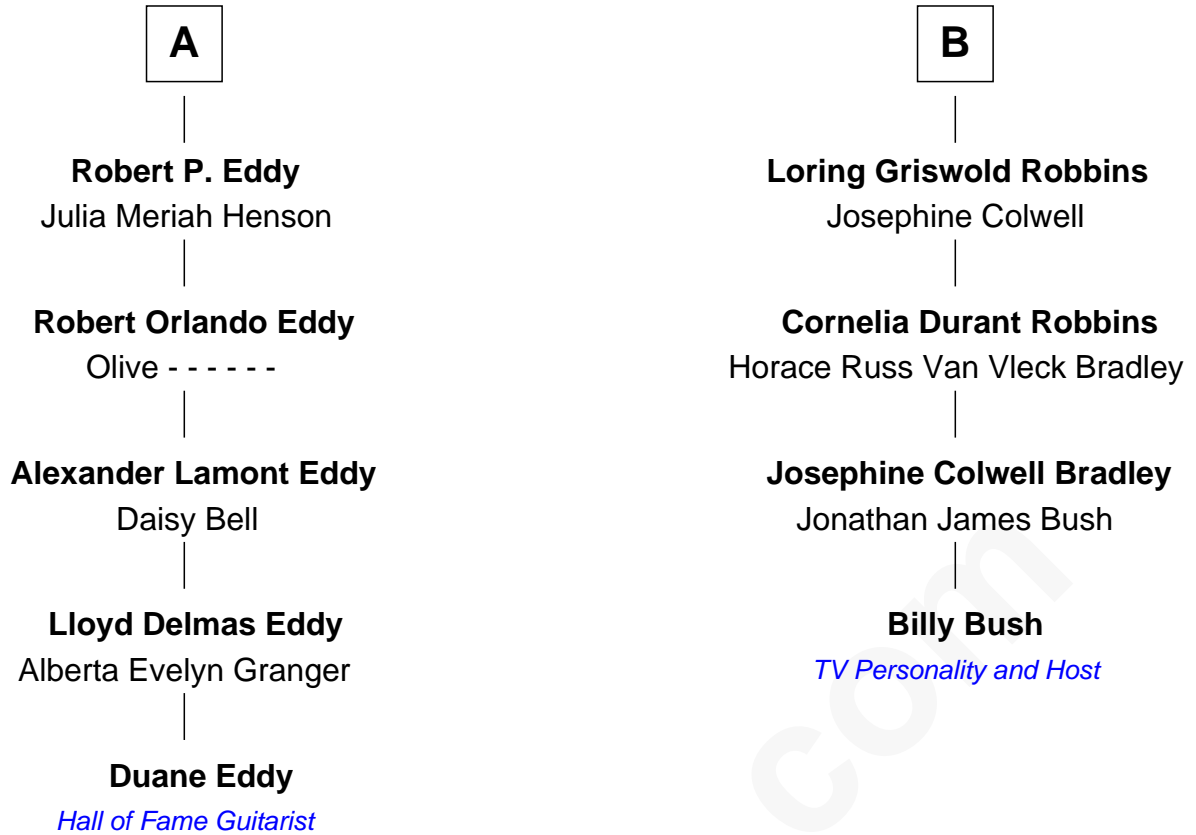 A
Robert P. Eddy
Julia Meriah Henson
Robert Orlando Eddy
Olive - - - - - -
Alexander Lamont Eddy
Daisy Bell
Lloyd Delmas Eddy
Alberta Evelyn Granger
Duane Eddy
Hall of Fame Guitarist
B
Loring Griswold Robbins
Josephine Colwell
Cornelia Durant Robbins
Horace Russ Van Vleck Bradley
Josephine Colwell Bradley
Jonathan James Bush
Billy Bush
TV Personality and Host
com